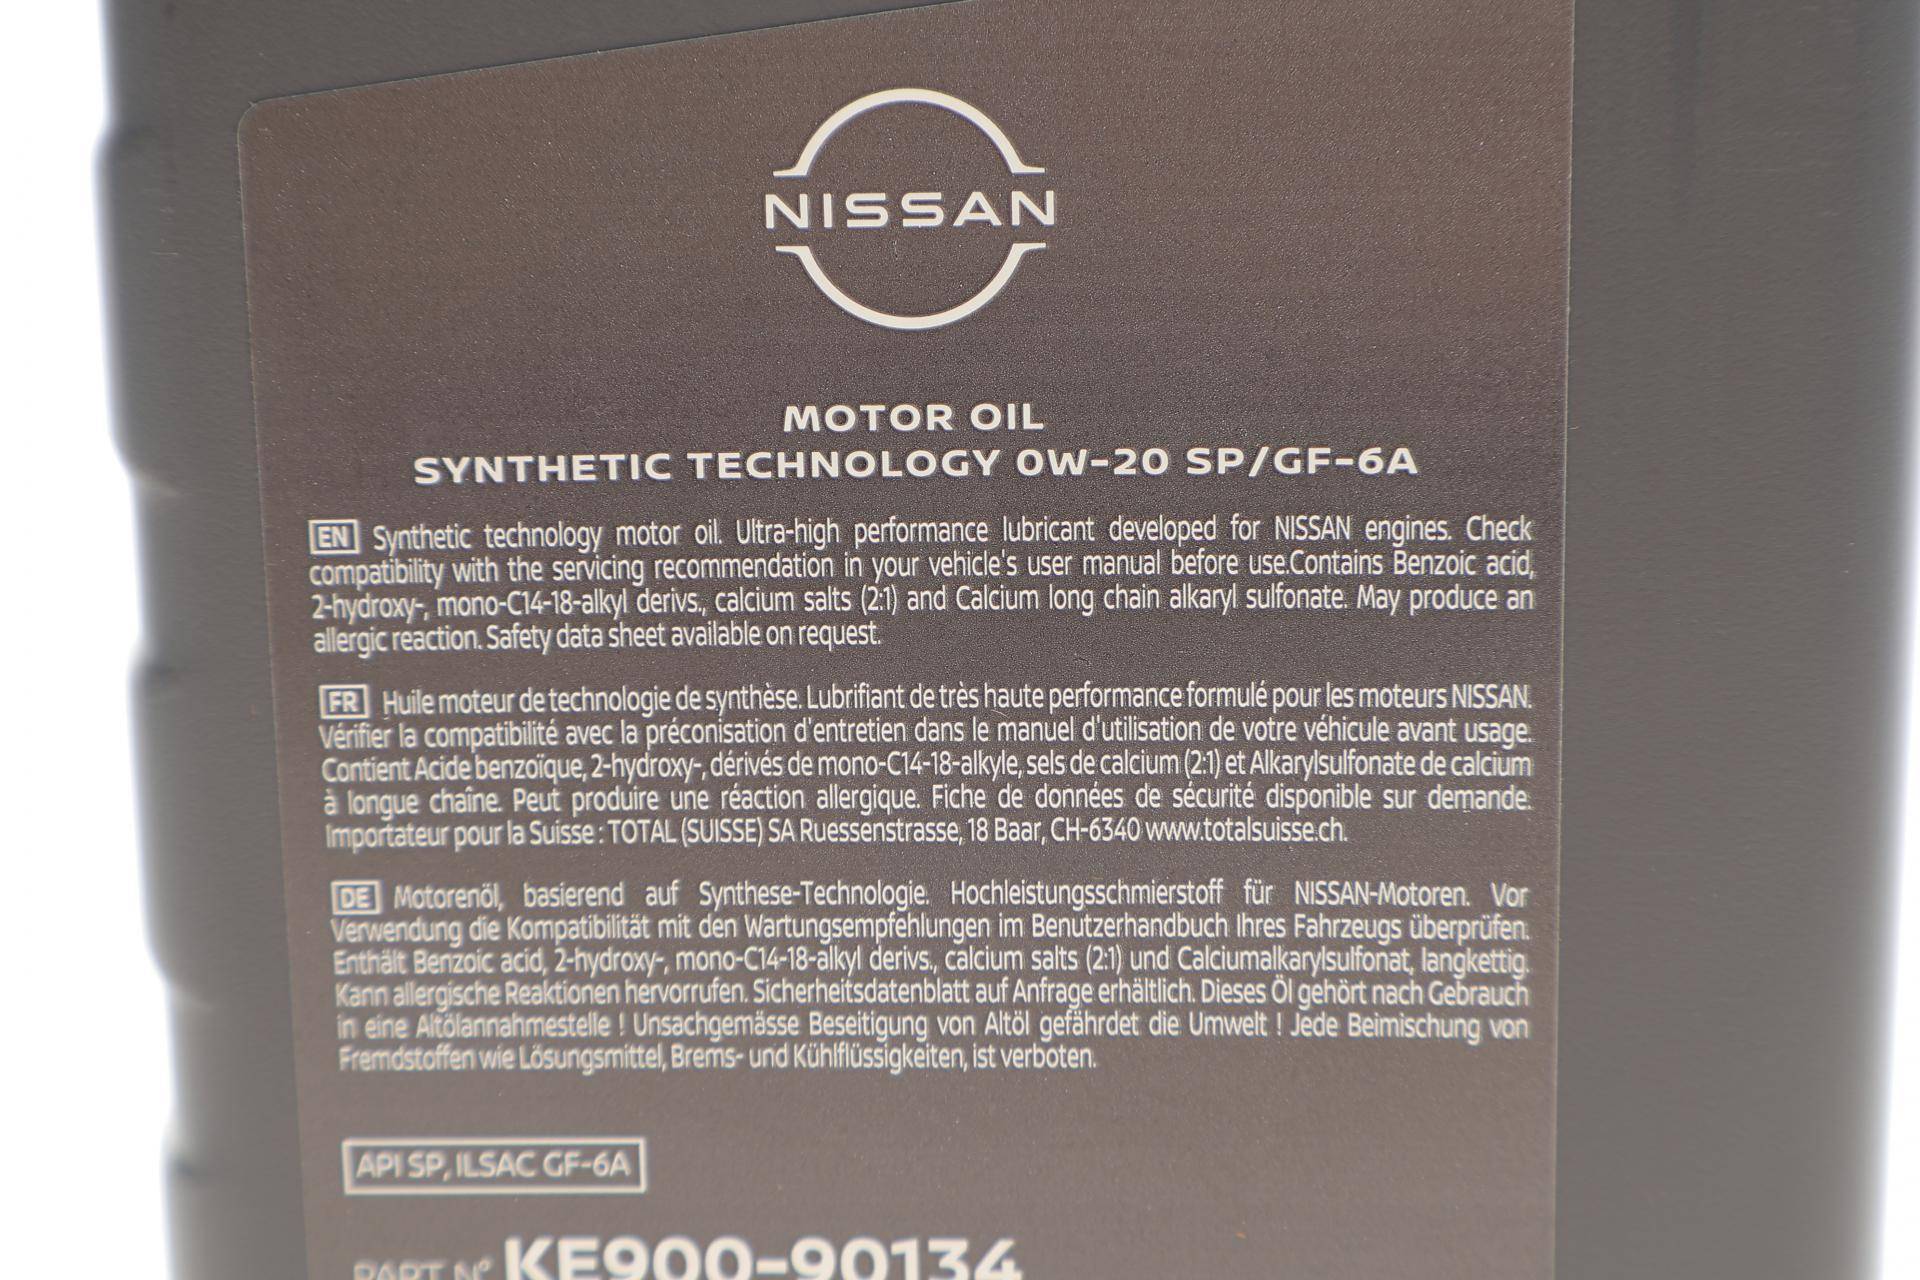 NISSAN
MOTOR OIL
SYNTHETIC TECHNOLOGY 0W-20 SP/GF-6A
EN Synthetic technology motor oil. Ultra-high performance lubricant developed for NISSAN engines. Check
compatibility with the servicing recommendation in your vehicle's user manual before use.Contains Benzoic acid,
2-hydroxy-, mono-C14-18-alkyl derivs., calcium salts (2:1) and Calcium long chain alkaryl sulfonate. May produce an
allergic reaction. Safety data sheet available on request.
FR Huile moteur de technologie de synthèse. Lubrifiant de très haute performance formulé pour les moteurs NISSAN.
Vérifier la compatibilité avec la préconisation d'entretien dans le manuel d'utilisation de votre véhicule avant usage.
Contient Acide benzoïque, 2-hydroxy-, dérivés de mono-C14-18-alkyle, sels de calcium (2:1) et Alkarylsulfonate de calcium
à longue chaîne. Peut produire une réaction allergique. Fiche de données de sécurité disponible sur demande.
Importateur pour la Suisse : TOTAL (SUISSE) SA Ruessenstrasse, 18 Baar, CH-6340 www.totalsuisse.ch.
DE Motorenöl, basierend auf Synthese-Technologie. Hochleistungsschmierstoff für NISSAN-Motoren. Vor
Verwendung die Kompatibilität mit den Wartungsempfehlungen im Benutzerhandbuch Ihres Fahrzeugs überprüfen.
Enthält Benzoic acid, 2-hydroxy-, mono-C14-18-alkyl derivs., calcium salts (2:1) und Calciumalkarylsulfonat, langkettig.
Kann allergische Reaktionen hervorrufen. Sicherheitsdatenblatt auf Anfrage erhältlich. Dieses Öl gehört nach Gebrauch
in eine Altölannahmestelle ! Unsachgemässe Beseitigung von Altöl gefährdet die Umwelt ! Jede Beimischung von
Fremdstoffen wie Lösungsmittel, Brems- und Kühlflüssigkeiten, ist verboten.
API SP, ILSAC GF-6A
PART N° KE900-90134